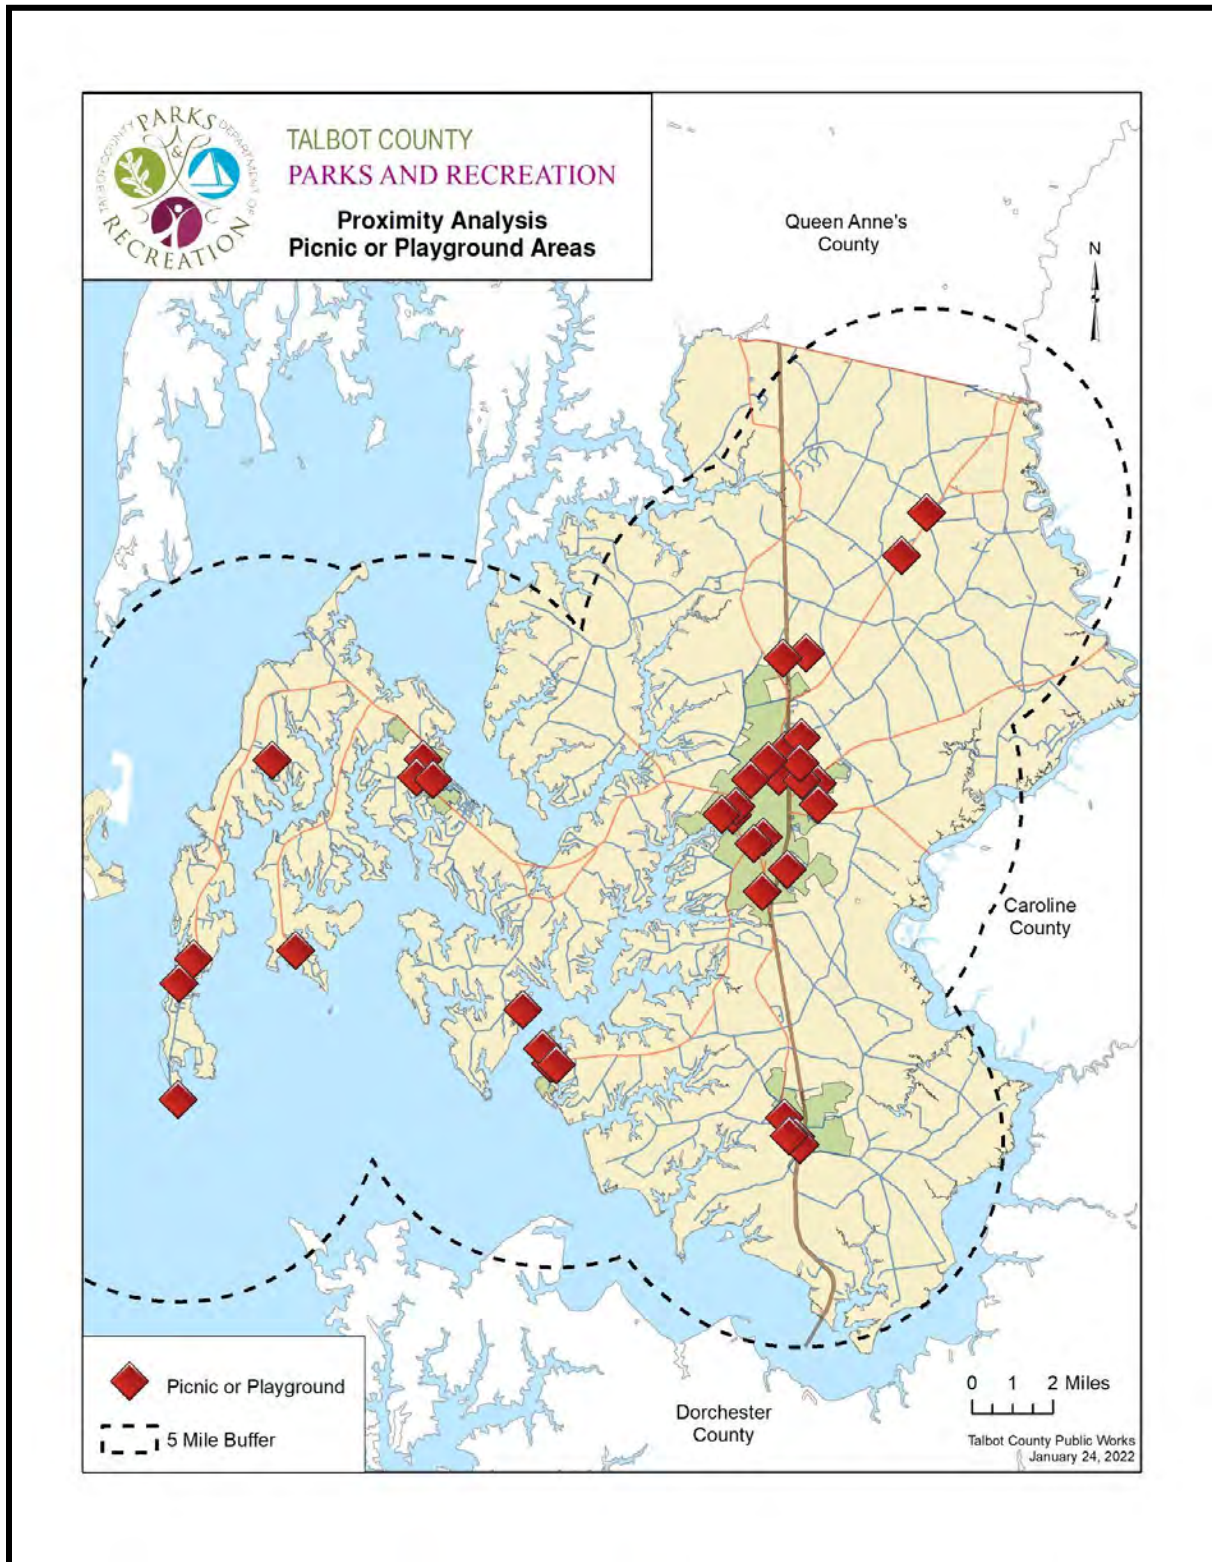 PARKS
&
TALBOT COUNTY
DEPARTMENT OF
RECREATION
TALBOT COUNTY
PARKS AND RECREATION
Proximity Analysis
Picnic or Playground Areas
Queen Anne's
County
N
Caroline
County
Picnic or Playground
5 Mile Buffer
Dorchester
County
0 1 2 Miles
Talbot County Public Works
January 24, 2022